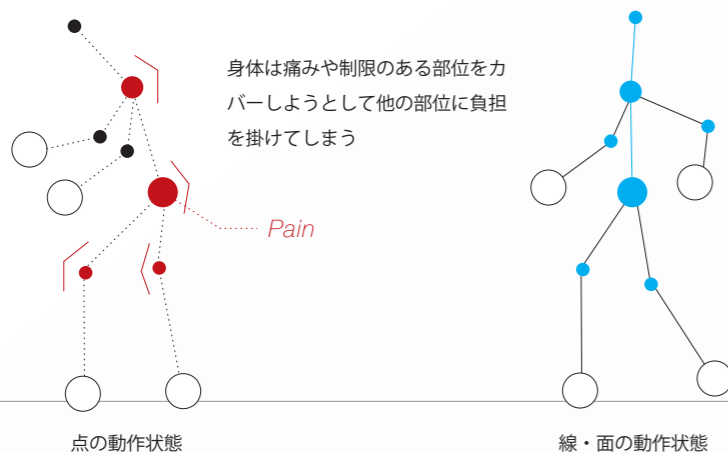 身体は痛みや制限のある部位をカ
バーしようとして他の部位に負担
を掛けてしまう
Pain
点の動作状態
線・面の動作状態